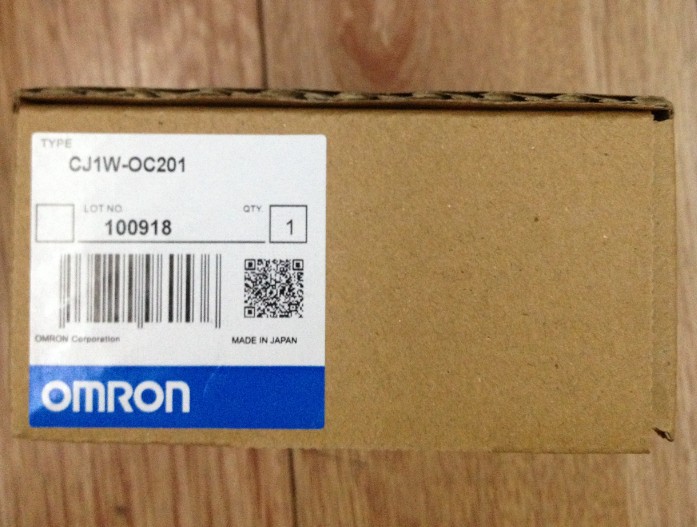 TYPE
CJ1W-OC201
LOT NO.
QTY.
100918
1
OMRON Corporation
MADE IN JAPAN
OMRON